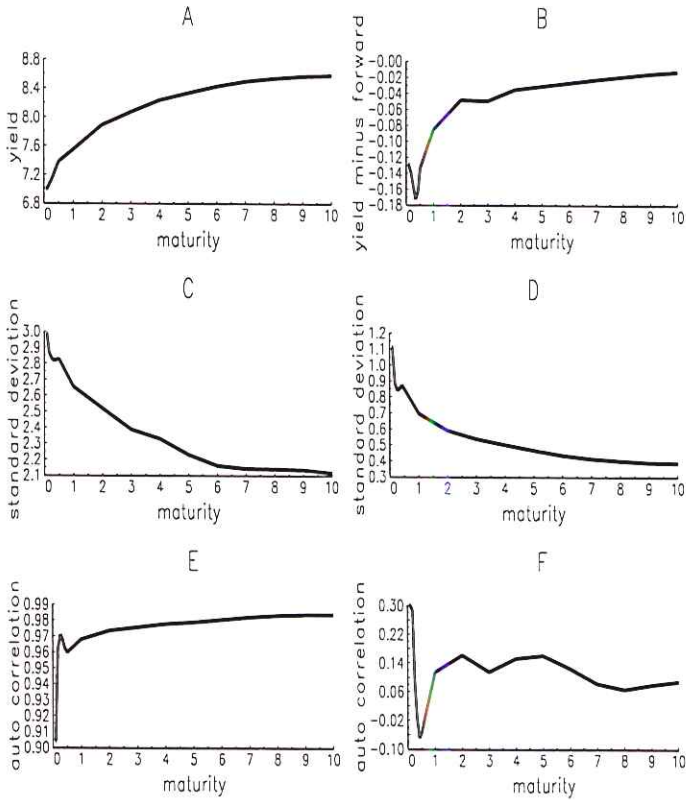 A
yield
8.8
8.4
8.0
7.6
7.2
6.8
0 1 2 3 4 5 6 7 8 9 10
maturity
B
yield minus forward
-0.00
-0.02
-0.04
-0.06
-0.08
-0.10
-0.12
-0.14
-0.16
-0.18
0 1 2 3 4 5 6 7 8 9 10
maturity
C
standard deviation
3.0
2.9
2.8
2.7
2.6
2.5
2.4
2.3
2.2
2.1
0 1 2 3 4 5 6 7 8 9 10
maturity
D
standard deviation
1.2
1.1
1.0
0.9
0.8
0.7
0.6
0.5
0.4
0.3
0 1 2 3 4 5 6 7 8 9 10
maturity
E
auto correlation
0.99
0.98
0.97
0.96
0.95
0.94
0.93
0.92
0.91
0.90
0 1 2 3 4 5 6 7 8 9 10
maturity
F
auto correlation
0.30
0.22
0.14
0.06
-0.02
-0.10
0 1 2 3 4 5 6 7 8 9 10
maturity